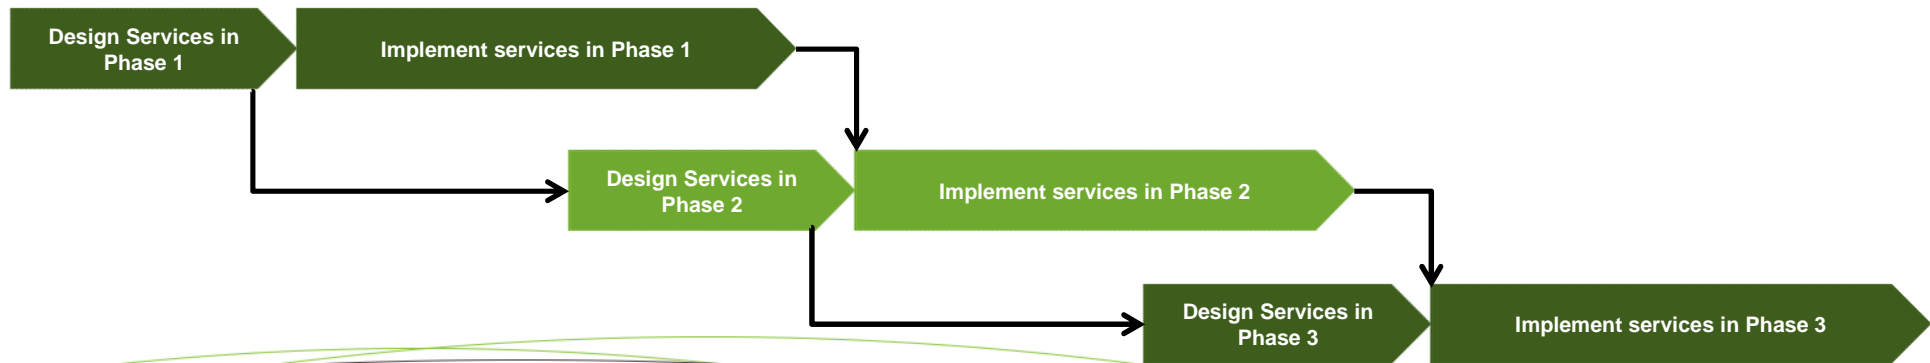 Design Services in
Phase 1
Implement services in Phase 1
Design Services in
Phase 2
Implement services in Phase 2
Design Services in
Phase 3
Implement services in Phase 3